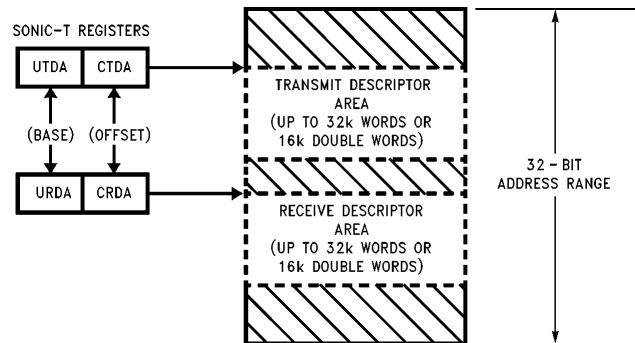 SONIC-T REGISTERS
UTDA CTDA
(BASE) (OFFSET)
URDA CRDA
TRANSMIT DESCRIPTOR
AREA
(UP TO 32k WORDS OR
16k DOUBLE WORDS)
RECEIVE DESCRIPTOR
AREA
(UP TO 32k WORDS OR
16k DOUBLE WORDS)
32-BIT
ADDRESS RANGE